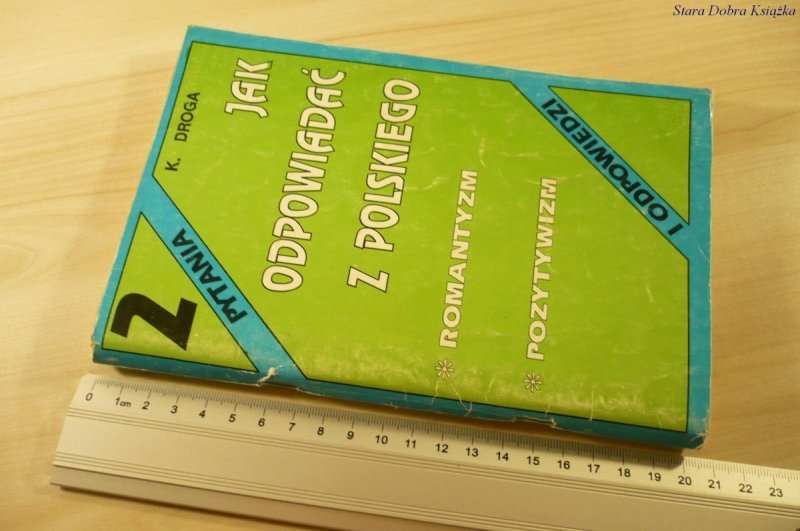 Stara Dobra Książka
K. DROGA
JAK
ODPOWIADAĆ
Z POLSKIEGO
* ROMANTYZM
* POZYTYWIZM
2
PYTANIA
I ODPOWIEDZI
0 1cm 2 3 4 5 6 7 8 9 10 11 12 13 14 15 16 17 18 19 20 21 22 23